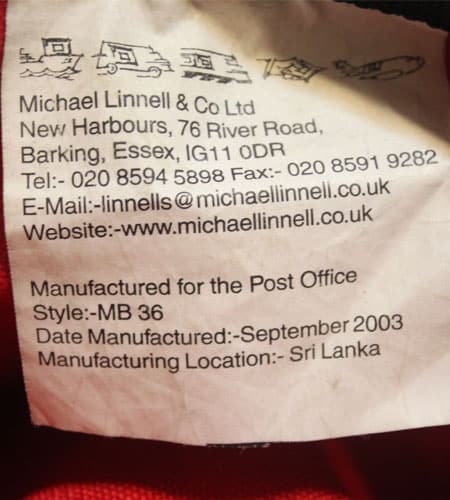 Michael Linnell & Co Ltd
New Harbours, 76 River Road,
Barking, Essex, IG11 0DR
Tel:- 020 8594 5898 Fax:- 020 8591 9282
E-Mail:-linnells@michaellinnell.co.uk
Website:-www.michaellinnell.co.uk
Manufactured for the Post Office
Style:-MB 36
Date Manufactured:-September 2003
Manufacturing Location:- Sri Lanka